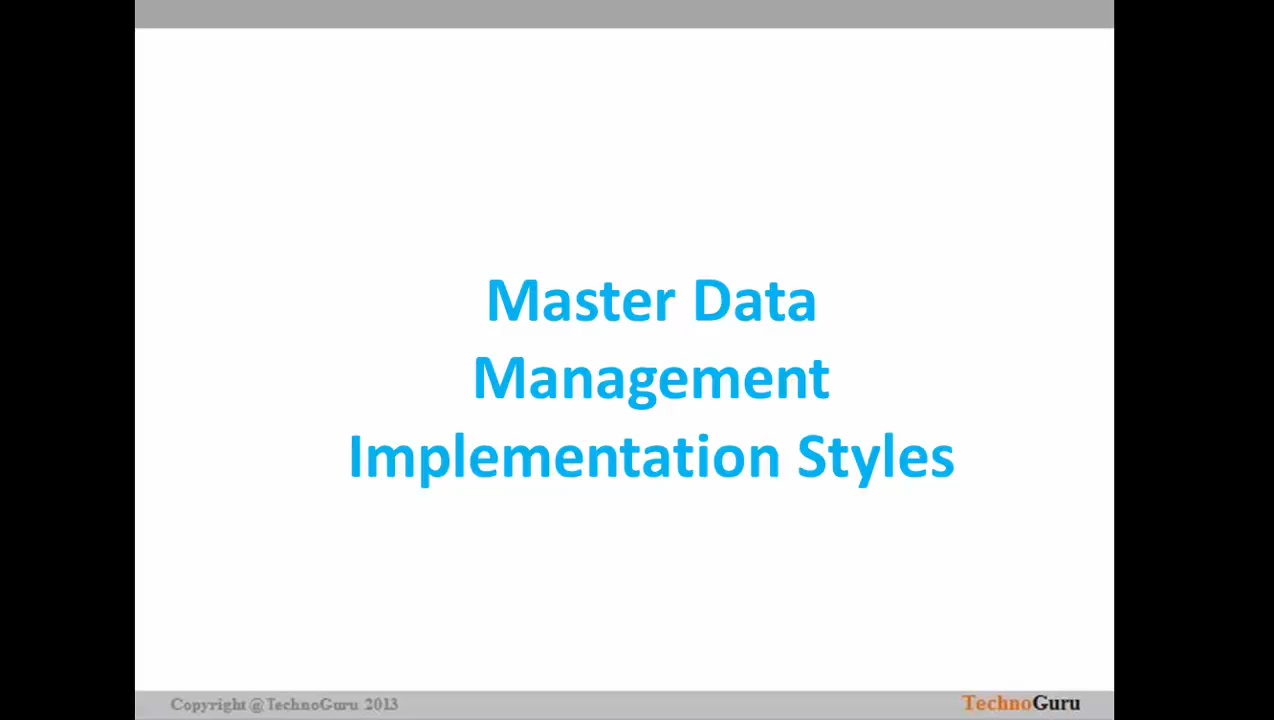 Master Data
Management
Implementation Styles
Copyright @ TechnoGuru 2013
TechnoGuru